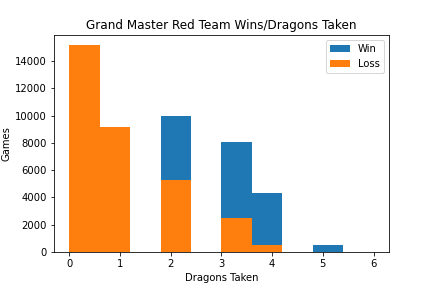 Grand Master Red Team Wins/Dragons Taken
Win
Loss
Games
14000
12000
10000
8000
6000
4000
2000
0
0 1 2 3 4 5 6
Dragons Taken